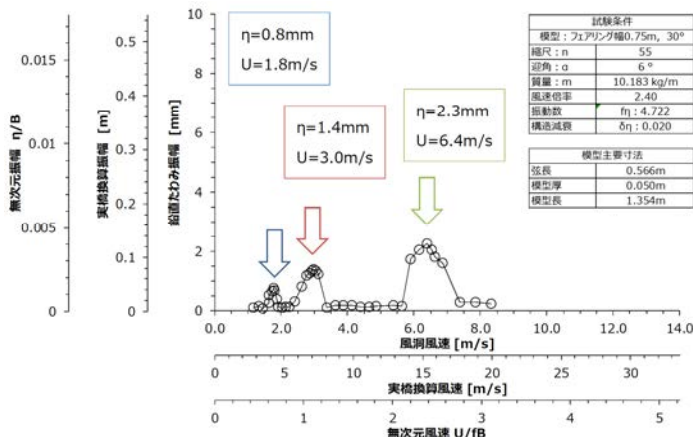 η=0.8mm
U=1.8m/s
η=1.4mm
U=3.0m/s
η=2.3mm
U=6.4m/s
試験条件
模型：フェアリング幅0.75m，30°
縮尺：n 55
迎角：α 6 °
質量：m 10.183 kg/m
風速倍率 2.40
振動数 fη : 4.722
構造減衰 δη : 0.020
模型主要寸法
弦長 0.566m
模型厚 0.050m
模型長 1.354m
無次元振幅 η/B
0.015
0.01
0.005
0
実橋換算振幅 [m]
0.5
0.4
0.3
0.2
0.1
0.0
鉛直たわみ振幅 [mm]
10
8
6
4
2
0
0.0 2.0 4.0 6.0 8.0 10.0 12.0 14.0
風洞風速 [m/s]
0 5 10 15 20 25 30
実橋換算風速 [m/s]
0 1 2 3 4 5
無次元風速 U/fB